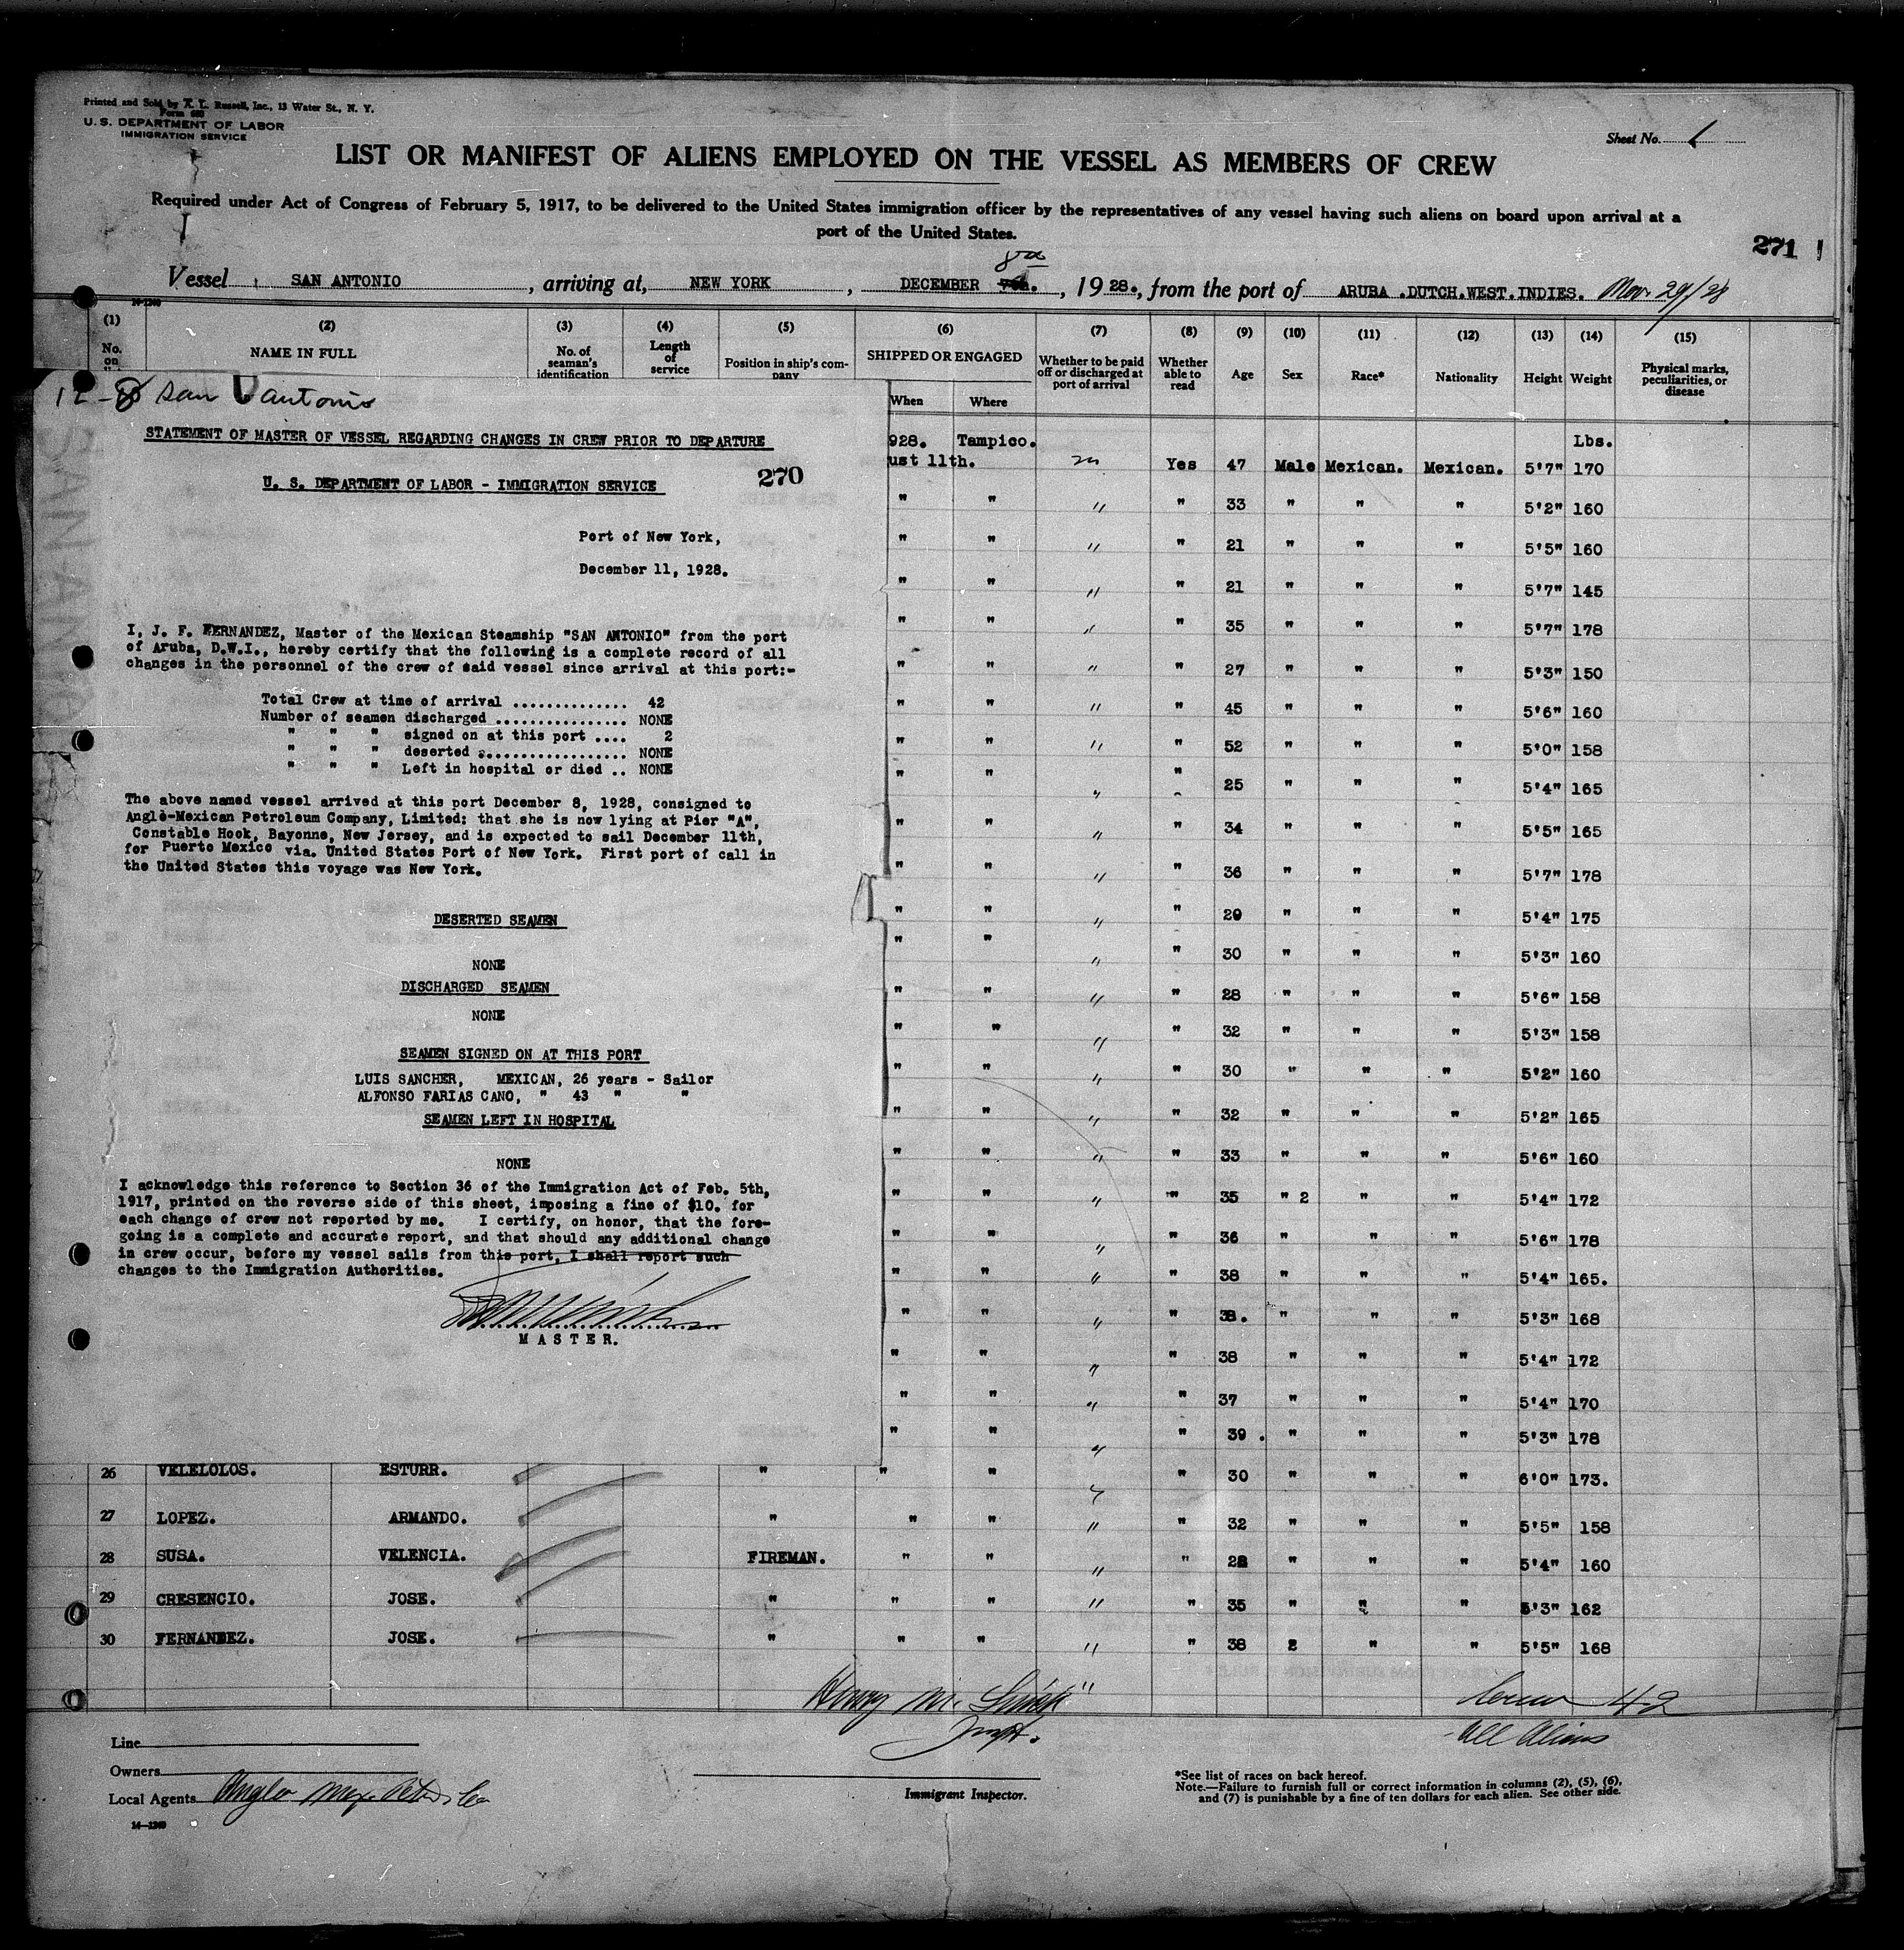 Printed and Sold by A. L. Russell, Inc., 13 Water St., N. Y.
Form 680
U. S. DEPARTMENT OF LABOR
IMMIGRATION SERVICE
Sheet No. 1
LIST OR MANIFEST OF ALIENS EMPLOYED ON THE VESSEL AS MEMBERS OF CREW
Required under Act of Congress of February 5, 1917, to be delivered to the United States immigration officer by the representatives of any vessel having such aliens on board upon arrival at a
port of the United States.
271
Vessel SAN ANTONIO, arriving at, NEW YORK, DECEMBER 8th, 1928., from the port of ARUBA .DUTCH.WEST.INDIES. Nov. 29/28
14-1240
(1) (2) (3) (4) (5) (6) (7) (8) (9) (10) (11) (12) (13) (14) (15)
No. on
NAME IN FULL
No. of seaman's identification
Length of service
Position in ship's company
SHIPPED OR ENGAGED
When Where
Whether to be paid off or discharged at port of arrival
Whether able to read
Age
Sex
Race*
Nationality
Height
Weight
Physical marks, peculiarities, or disease
12-8 San Antonio
STATEMENT OF MASTER OF VESSEL REGARDING CHANGES IN CREW PRIOR TO DEPARTURE
270
U. S. DEPARTMENT OF LABOR - IMMIGRATION SERVICE
Port of New York,
December 11, 1928.
I, J. F. FERNANDEZ, Master of the Mexican Steamship "SAN ANTONIO" from the port
of Aruba, D.W.I., hereby certify that the following is a complete record of all
changes in the personnel of the crew of said vessel since arrival at this port:-
Total Crew at time of arrival .............. 42
Number of seamen discharged ................ NONE
" " " signed on at this port .... 2
" " " deserted .................. NONE
" " " Left in hospital or died .. NONE
The above named vessel arrived at this port December 8, 1928, consigned to
Anglo-Mexican Petroleum Company, Limited: that she is now lying at Pier "A",
Constable Hook, Bayonne, New Jersey, and is expected to sail December 11th,
for Puerto Mexico via. United States Port of New York. First port of call in
the United States this voyage was New York.
DESERTED SEAMEN
NONE
DISCHARGED SEAMEN
NONE
SEAMEN SIGNED ON AT THIS PORT
LUIS SANCHER, MEXICAN, 26 years - Sailor
ALFONSO FARIAS CANO, " 43 " "
SEAMEN LEFT IN HOSPITAL
NONE
I acknowledge this reference to Section 36 of the Immigration Act of Feb. 5th,
1917, printed on the reverse side of this sheet, imposing a fine of $10. for
each change of crew not reported by me. I certify, on honor, that the fore-
going is a complete and accurate report, and that should any additional change
in crew occur, before my vessel sails from this port, I shall report such
changes to the Immigration Authorities.
MASTER.
928. Tampico. Lbs.
ust 11th. Yes 47 Male Mexican. Mexican. 5'7" 170
" " " " 33 " " " 5'2" 160
" " " " 21 " " " 5'5" 160
" " " " 21 " " " 5'7" 145
" " " " 35 " " " 5'7" 178
" " " " 27 " " " 5'3" 150
" " " " 45 " " " 5'6" 160
" " " " 52 " " " 5'0" 158
" " " " 25 " " " 5'4" 165
" " " " 34 " " " 5'5" 165
" " " " 36 " " " 5'7" 178
" " " " 29 " " " 5'4" 175
" " " " 30 " " " 5'3" 160
" " " " 28 " " " 5'6" 158
" " " " 32 " " " 5'3" 158
" " " " 30 " " " 5'2" 160
" " " " 32 " " " 5'2" 165
" " " " 33 " " " 5'6" 160
" " " " 35 " 2 " " 5'4" 172
" " " " 36 " " " 5'6" 178
" " " " 38 " " " 5'4" 165.
" " " " 38. " " " 5'3" 168
" " " " 38 " " " 5'4" 172
" " " " 37 " " " 5'4" 170
" " " " 39 . " " " 5'3" 178
26 VELELOLOS. ESTURR. " " " " 30 " " " 6'0" 173.
27 LOPEZ. ARMANDO. " " " " " 32 " " " 5'5" 158
28 SUSA. VELENCIA. FIREMAN. " " " " 28 " " " 5'4" 160
29 CRESENCIO. JOSE. " " " " " 35 " " " 5'3" 162
30 FERNANDEZ. JOSE. " " " " " 38 2 " " 5'5" 168
Henry M.
Inspt.
Crew 42
All Aliens
Line
Owners
Local Agents Anglo Mex. Pet. Co
Immigrant Inspector.
*See list of races on back hereof.
Note.—Failure to furnish full or correct information in columns (2), (5), (6),
and (7) is punishable by a fine of ten dollars for each alien. See other side.
14—1240